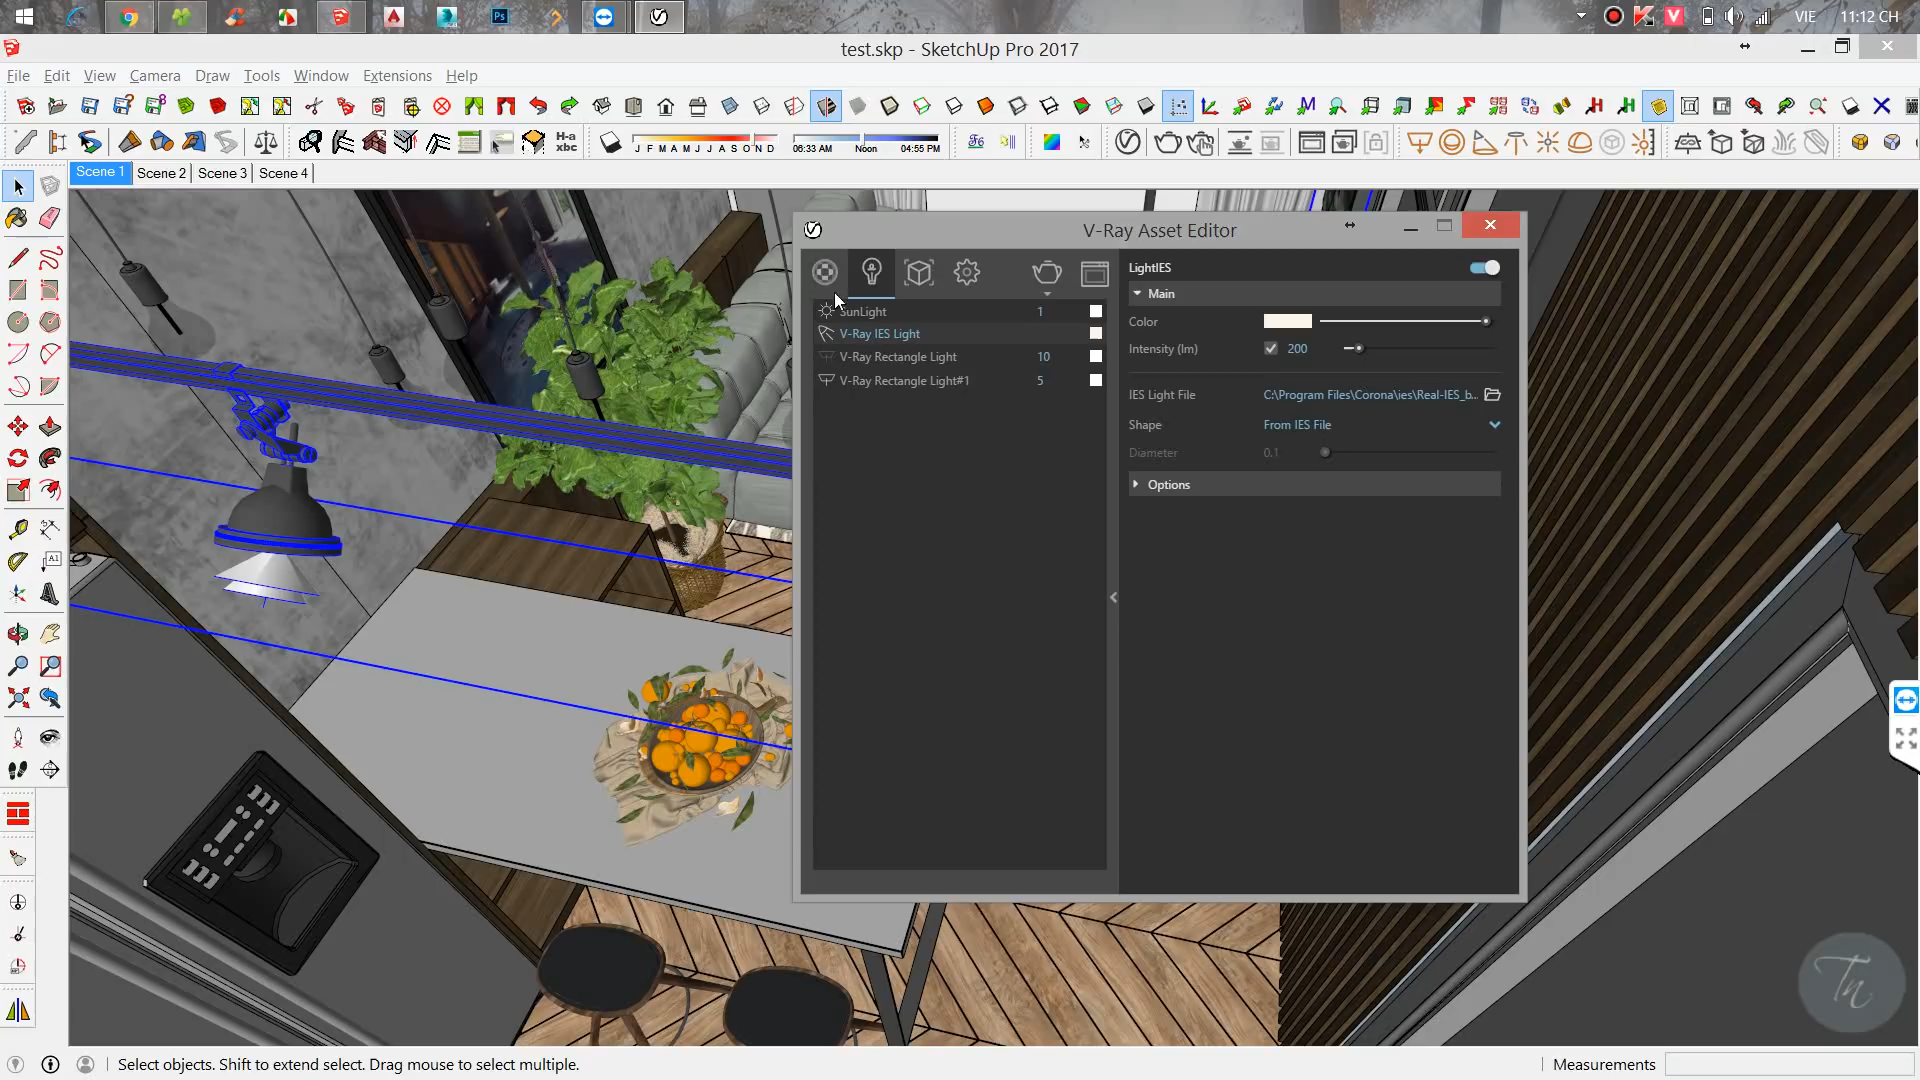 Ps
VIE
11:12 CH
test.skp - SketchUp Pro 2017
File Edit View Camera Draw Tools Window Extensions Help
H-a
xbc
J F M A M J J A S O N D
06:33 AM Noon 04:55 PM
Scene 1 Scene 2 Scene 3 Scene 4
V-Ray Asset Editor
SunLight 1
V-Ray IES Light
V-Ray Rectangle Light 10
V-Ray Rectangle Light#1 5
LightIES
Main
Color
Intensity (lm) 200
IES Light File C:\Program Files\Corona\ies\Real-IES_b...
Shape From IES File
Diameter 0.1
Options
A1
Tn
Select objects. Shift to extend select. Drag mouse to select multiple.
Measurements